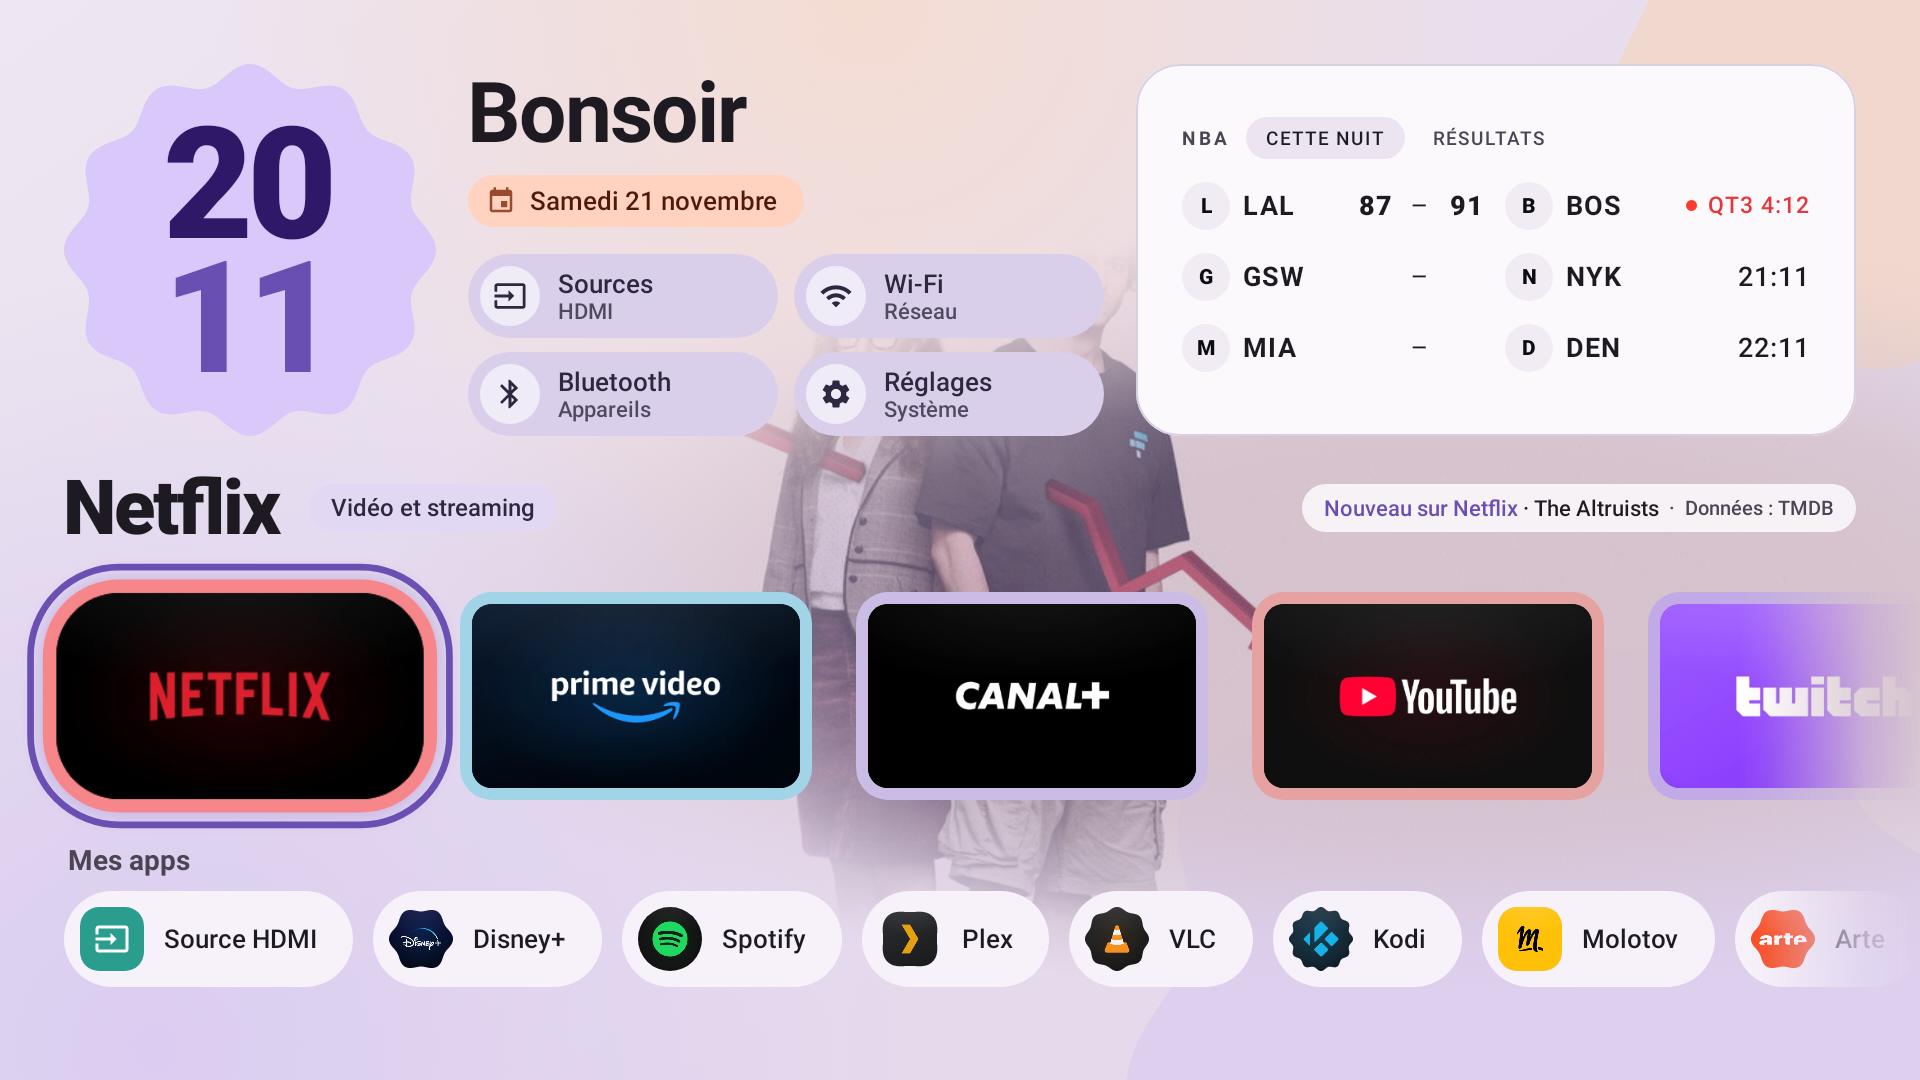 20
11
Bonsoir
Samedi 21 novembre
Sources
HDMI
Wi-Fi
Réseau
Bluetooth
Appareils
Réglages
Système
NBA CETTE NUIT RÉSULTATS
L LAL 87 – 91 B BOS • QT3 4:12
G GSW – N NYK 21:11
M MIA – D DEN 22:11
Netflix
Vidéo et streaming
Nouveau sur Netflix · The Altruists · Données : TMDB
NETFLIX
prime video
CANAL+
YouTube
twitch
Mes apps
Source HDMI
Disney+
Disney+
Spotify
Plex
VLC
Kodi
M
Molotov
arte
Arte